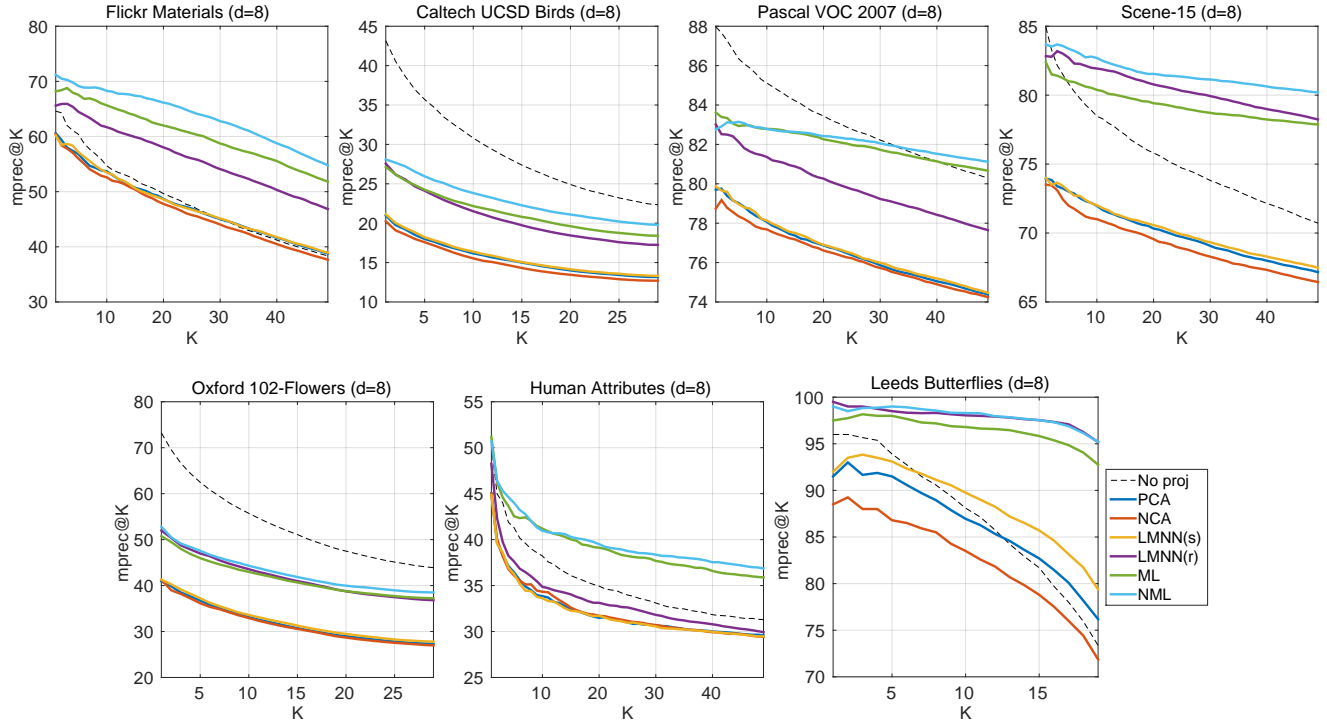 Flickr Materials (d=8)
80
70
60
50
40
30
mprec@K
10 20 30 40
K
Caltech UCSD Birds (d=8)
45
40
35
30
25
20
15
10
mprec@K
5 10 15 20 25
K
Pascal VOC 2007 (d=8)
88
86
84
82
80
78
76
74
mprec@K
10 20 30 40
K
Scene-15 (d=8)
85
80
75
70
65
mprec@K
10 20 30 40
K
Oxford 102-Flowers (d=8)
80
70
60
50
40
30
20
mprec@K
5 10 15 20 25
K
Human Attributes (d=8)
55
50
45
40
35
30
25
mprec@K
10 20 30 40
K
Leeds Butterflies (d=8)
100
95
90
85
80
75
70
mprec@K
5 10 15
K
No proj
PCA
NCA
LMNN(s)
LMNN(r)
ML
NML